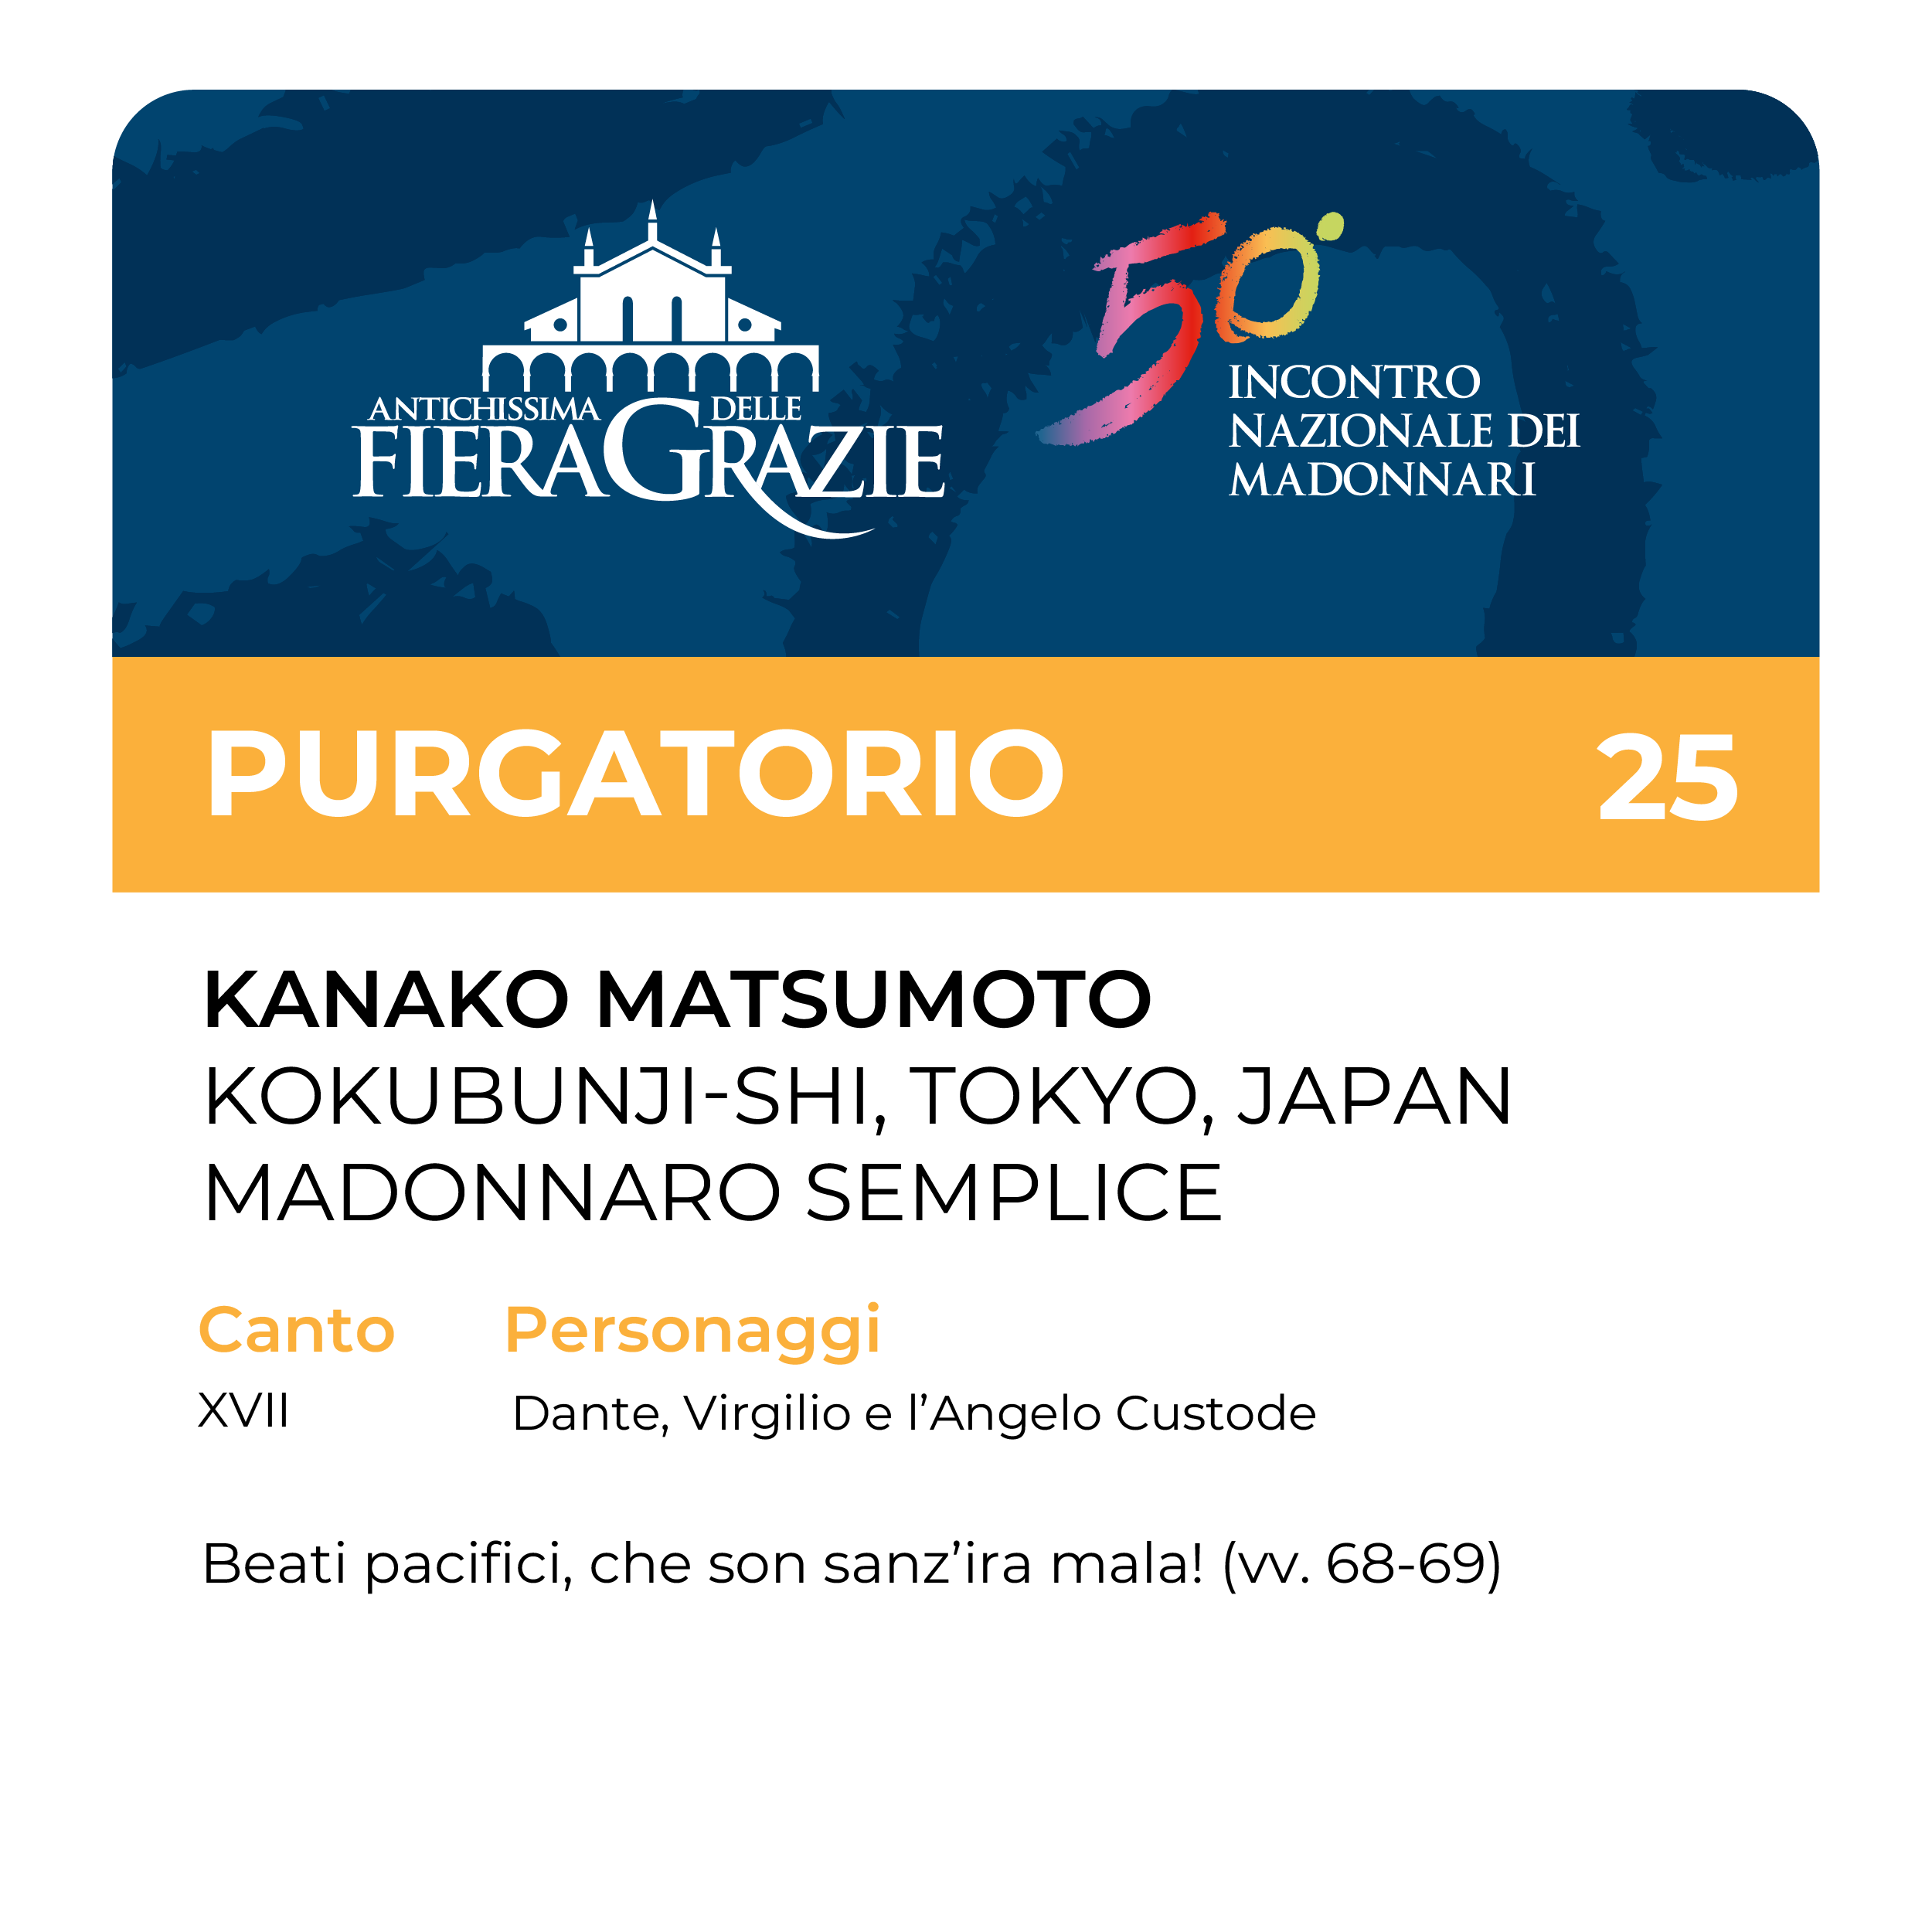 ANTICHISSIMA
FIERA DELLE
GRAZIE
50°
INCONTRO
NAZIONALE DEI
MADONNARI
PURGATORIO 25
KANAKO MATSUMOTO
KOKUBUNJI-SHI, TOKYO, JAPAN
MADONNARO SEMPLICE
Canto Personaggi
XVII Dante, Virgilio e l’Angelo Custode
Beati pacifici, che son sanz’ira mala! (vv. 68-69)